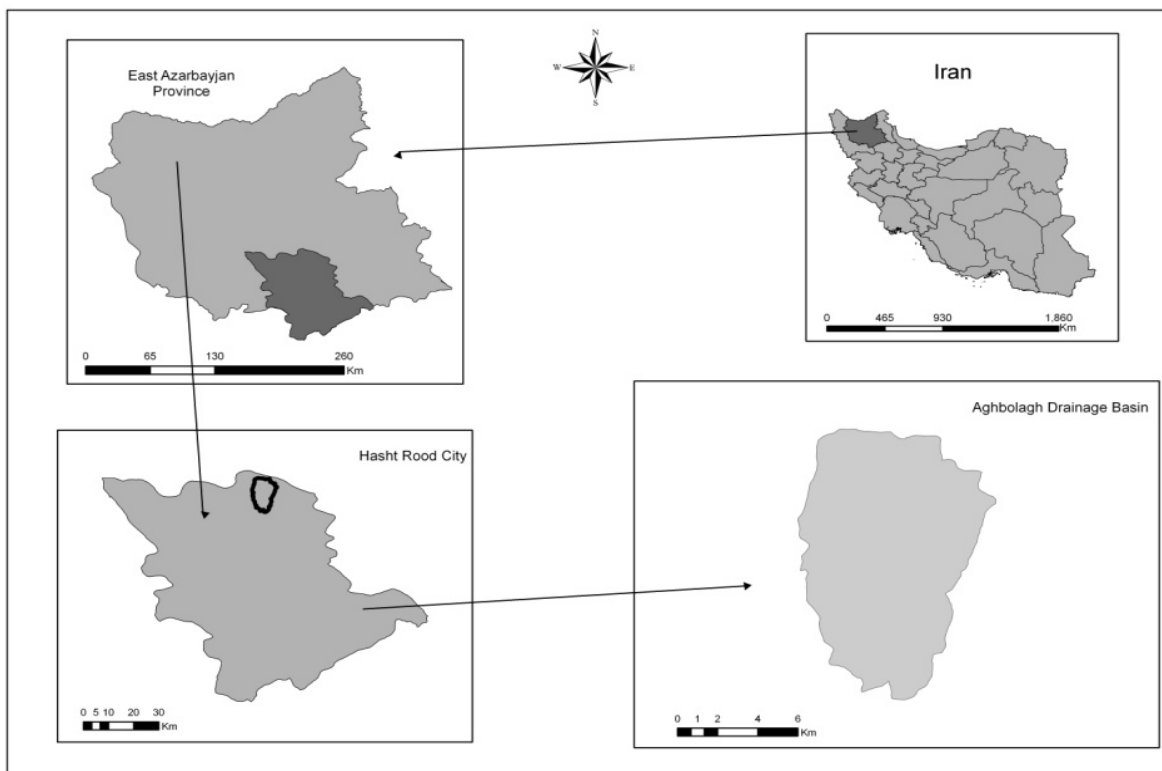 East Azarbayjan
Province
0 65 130 260
Km
N
W E
S
Iran
0 465 930 1,860
Km
Hasht Rood City
0 5 10 20 30
Km
Aghbolagh Drainage Basin
0 1 2 4 6
Km